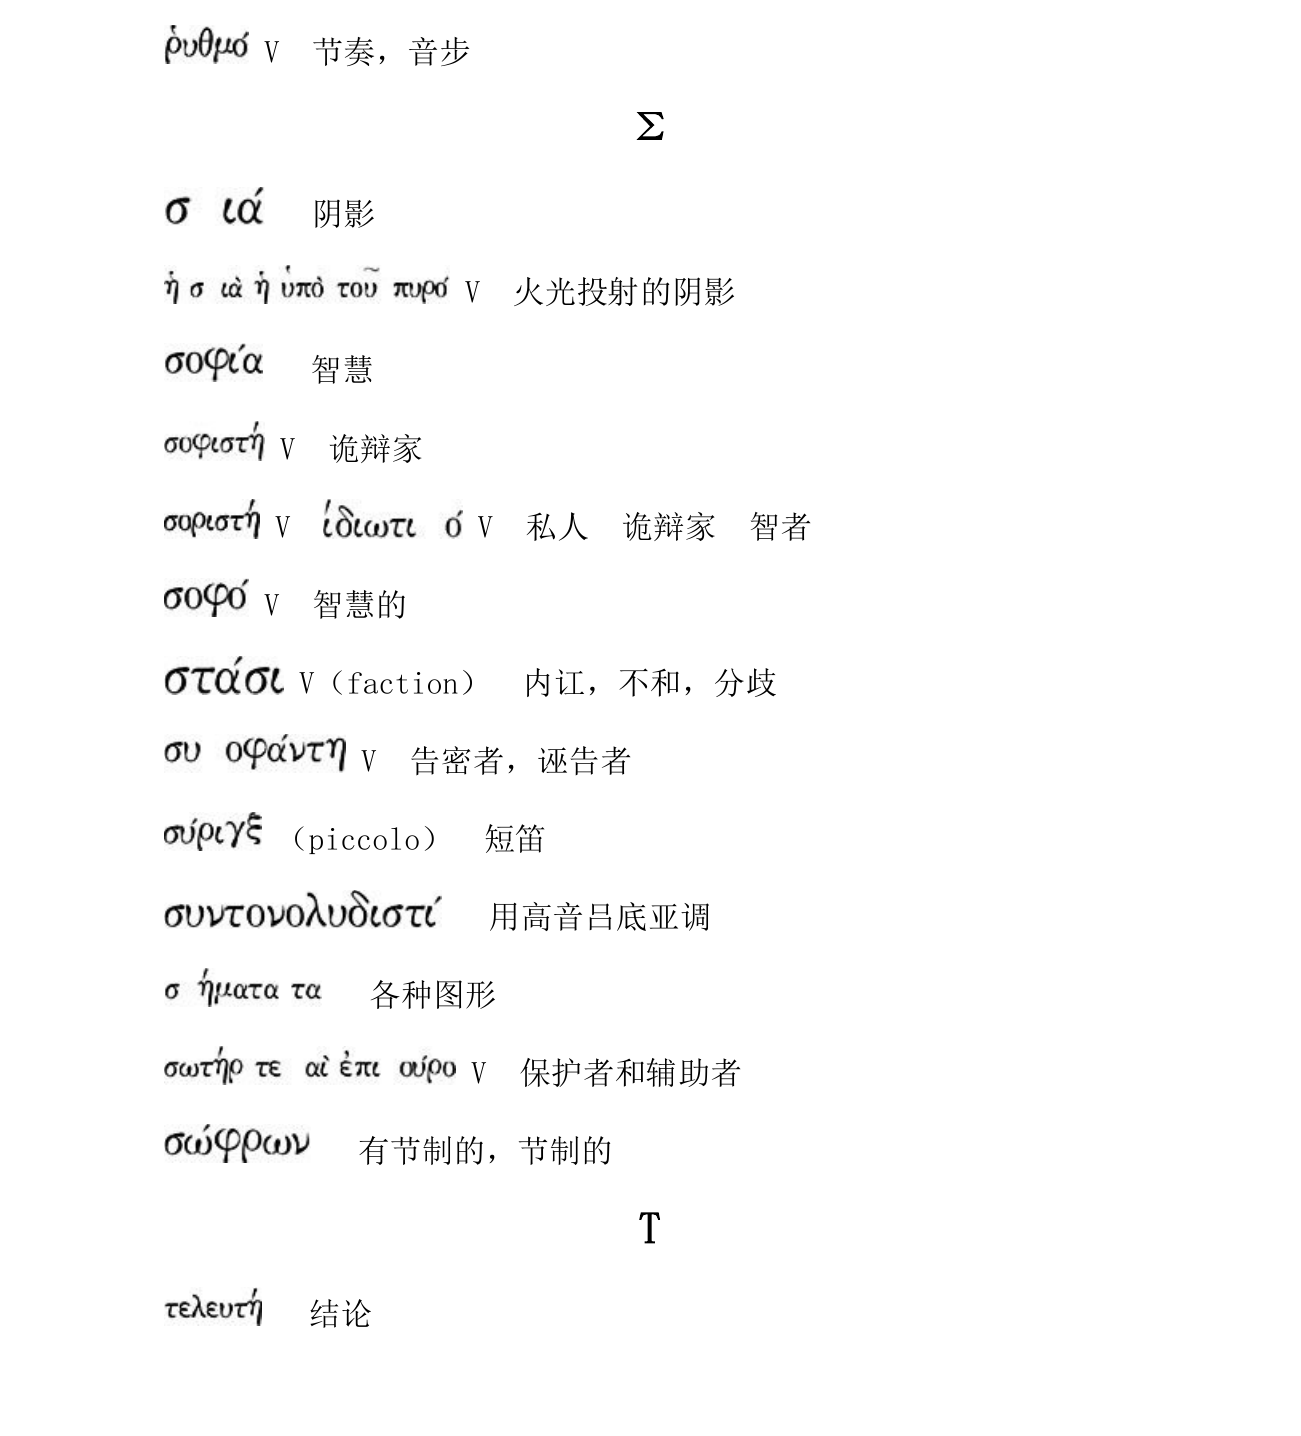 ῥυθμό V 节奏，音步
Σ
σ ιά 阴影
ἡ σ ιὰ ἡ ὑπὸ τοῦ πυρό V 火光投射的阴影
σοφία 智慧
σοφιστή V 诡辩家
σοριστή V ίδιωτι ό V 私人 诡辩家 智者
σοφό V 智慧的
στάσι V（faction） 内讧，不和，分歧
συ οφάντη V 告密者，诬告者
σύριγξ （piccolo） 短笛
συντονολυδιστί 用高音吕底亚调
σ ήματα τα 各种图形
σωτήρ τε αὶ ἐπι ούρο V 保护者和辅助者
σώφρων 有节制的，节制的
T
τελευτή 结论